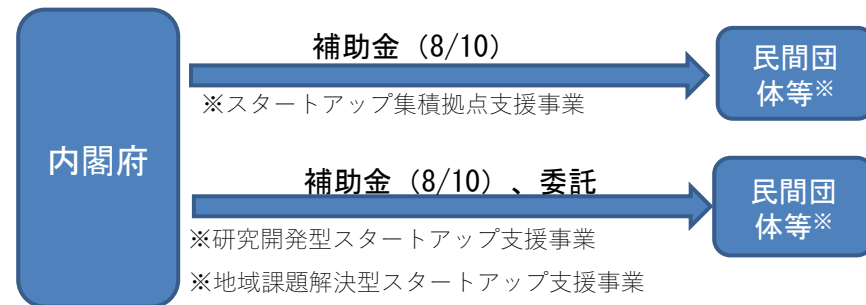 補助金（8/10）
民間団
体等※
※スタートアップ集積拠点支援事業
内閣府
補助金（8/10）、委託
民間団
体等※
※研究開発型スタートアップ支援事業
※地域課題解決型スタートアップ支援事業